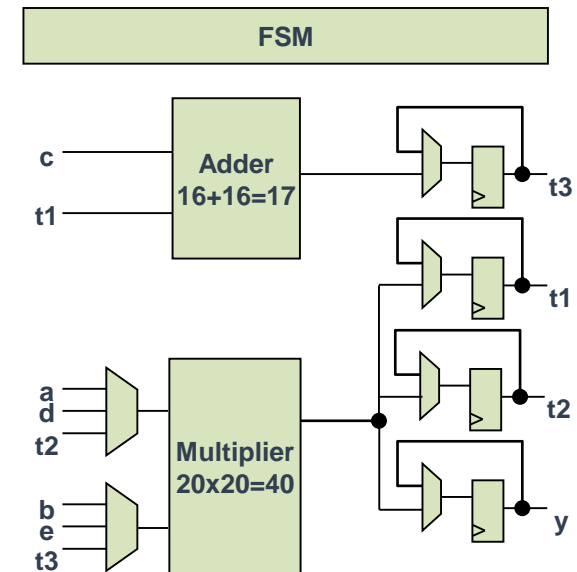 FSM
c
t1
Adder
16+16=17
t3
t1
t2
y
a
d
t2
b
e
t3
Multiplier
20x20=40